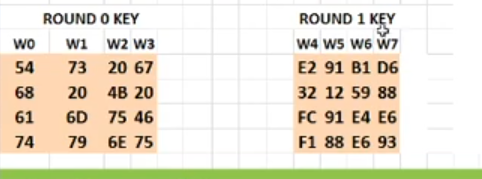 ROUND 0 KEY ROUND 1 KEY
W0 W1 W2 W3 W4 W5 W6 W7
54 73 20 67 E2 91 B1 D6
68 20 4B 20 32 12 59 88
61 6D 75 46 FC 91 E4 E6
74 79 6E 75 F1 88 E6 93